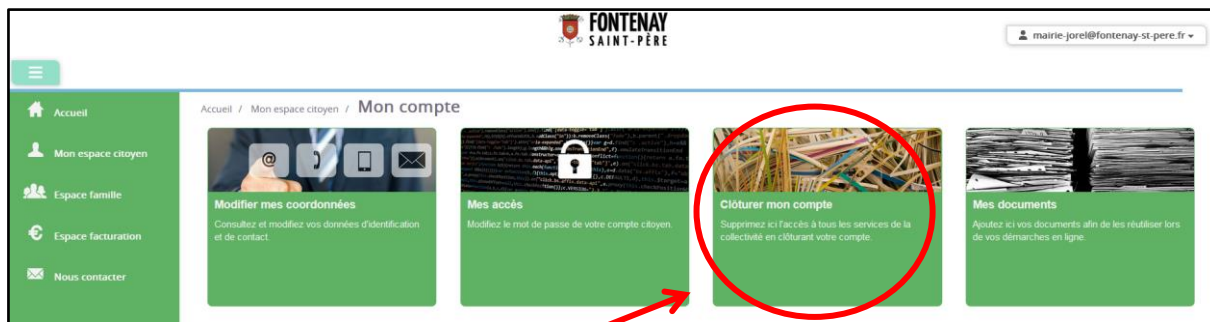 FONTENAY
SAINT-PÈRE
mairie-jorel@fontenay-st-pere.fr
Accueil / Mon espace citoyen / Mon compte
Accueil
Mon espace citoyen
Espace famille
Espace facturation
Nous contacter
@
Modifier mes coordonnées
Consultez et modifiez vos données d'identification
et de contact.
Mes accès
Modifiez le mot de passe de votre compte citoyen.
Clôturer mon compte
Supprimez ici l'accès à tous les services de la
collectivité en clôturant votre compte.
Mes documents
Ajoutez ici vos documents afin de les réutiliser lors
de vos démarches en ligne.